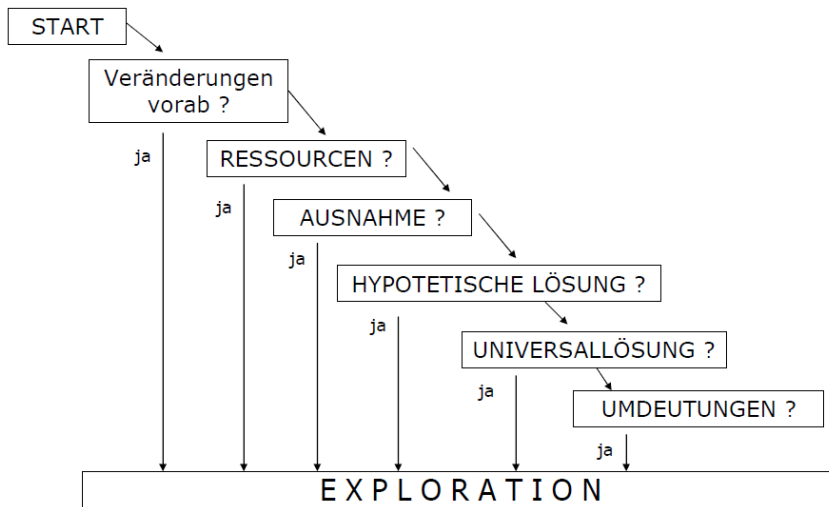 START
Veränderungen
vorab ?
ja
RESSOURCEN ?
ja
AUSNAHME ?
ja
HYPOTETISCHE LÖSUNG ?
ja
UNIVERSALLÖSUNG ?
ja
UMDEUTUNGEN ?
ja
EXPLORATION